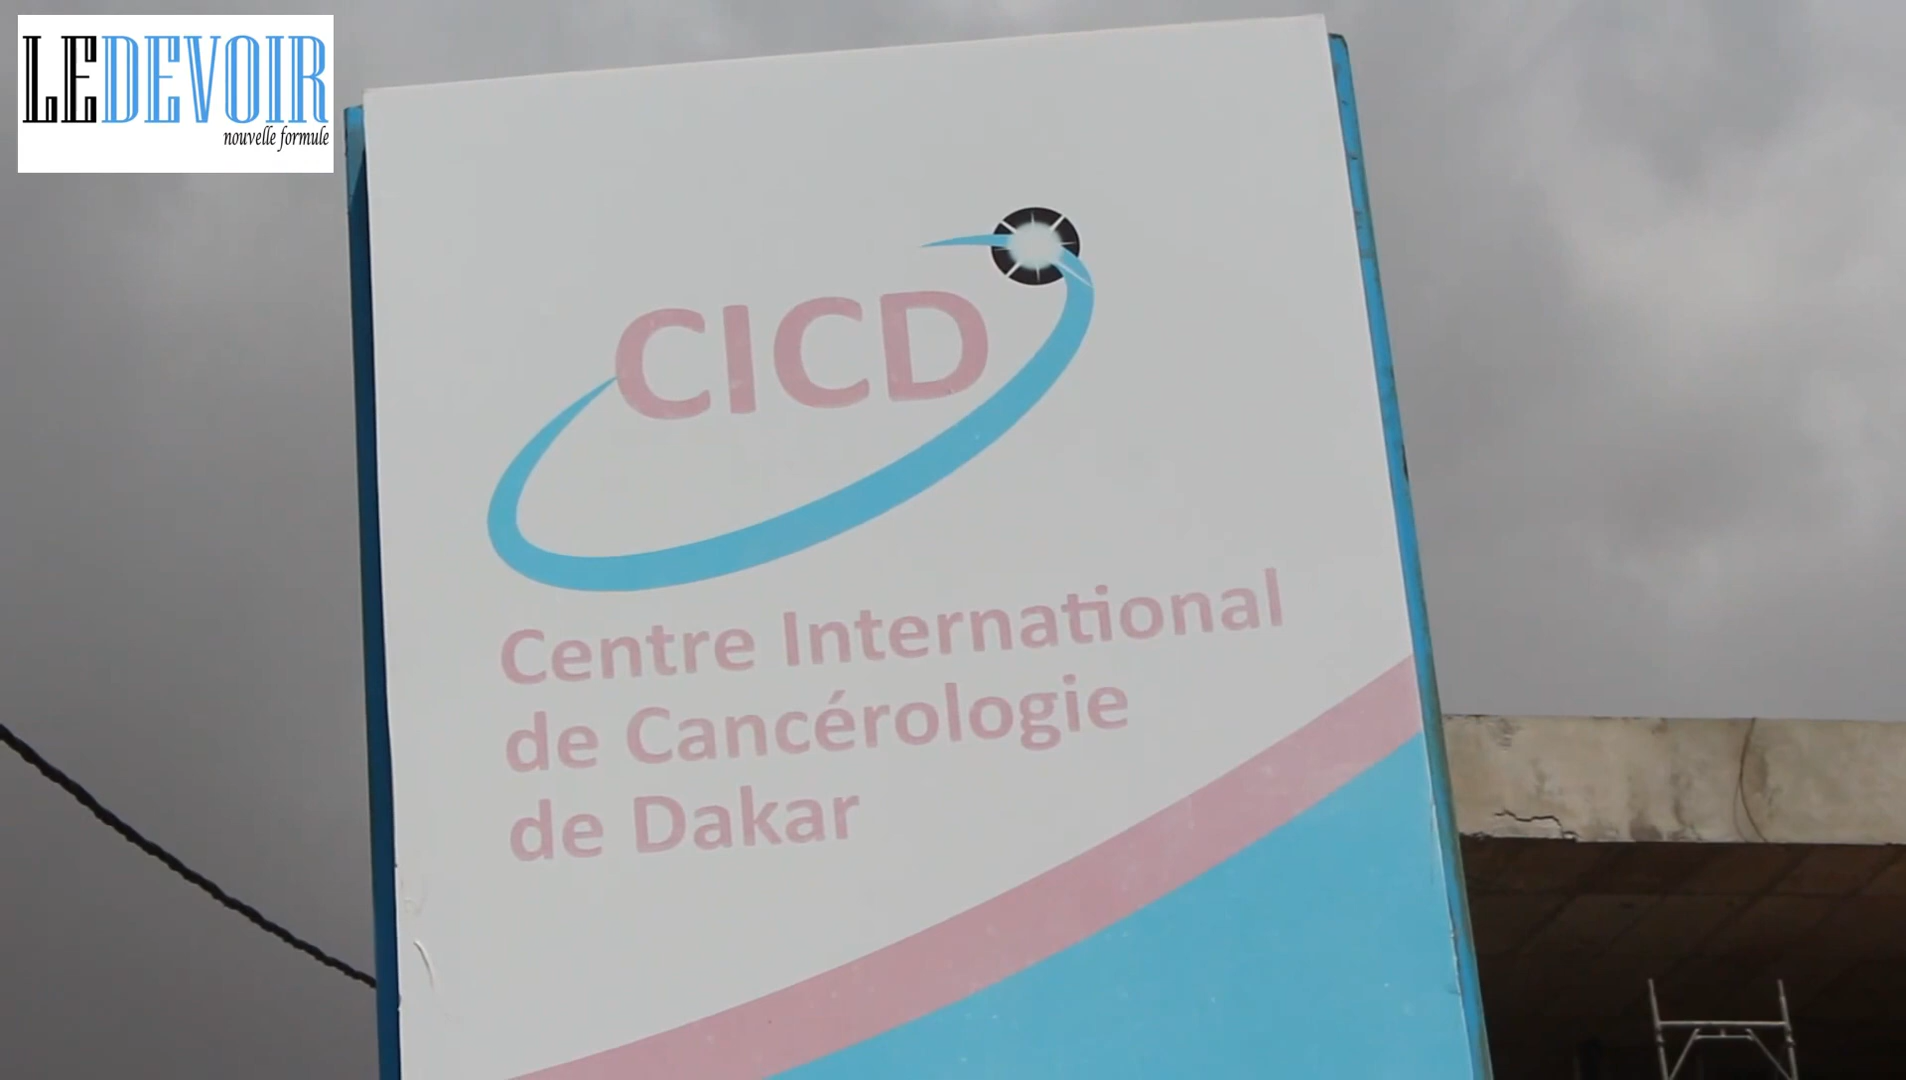 LEDEVOIR
nouvelle formule
CICD
Centre International
de Cancérologie
de Dakar